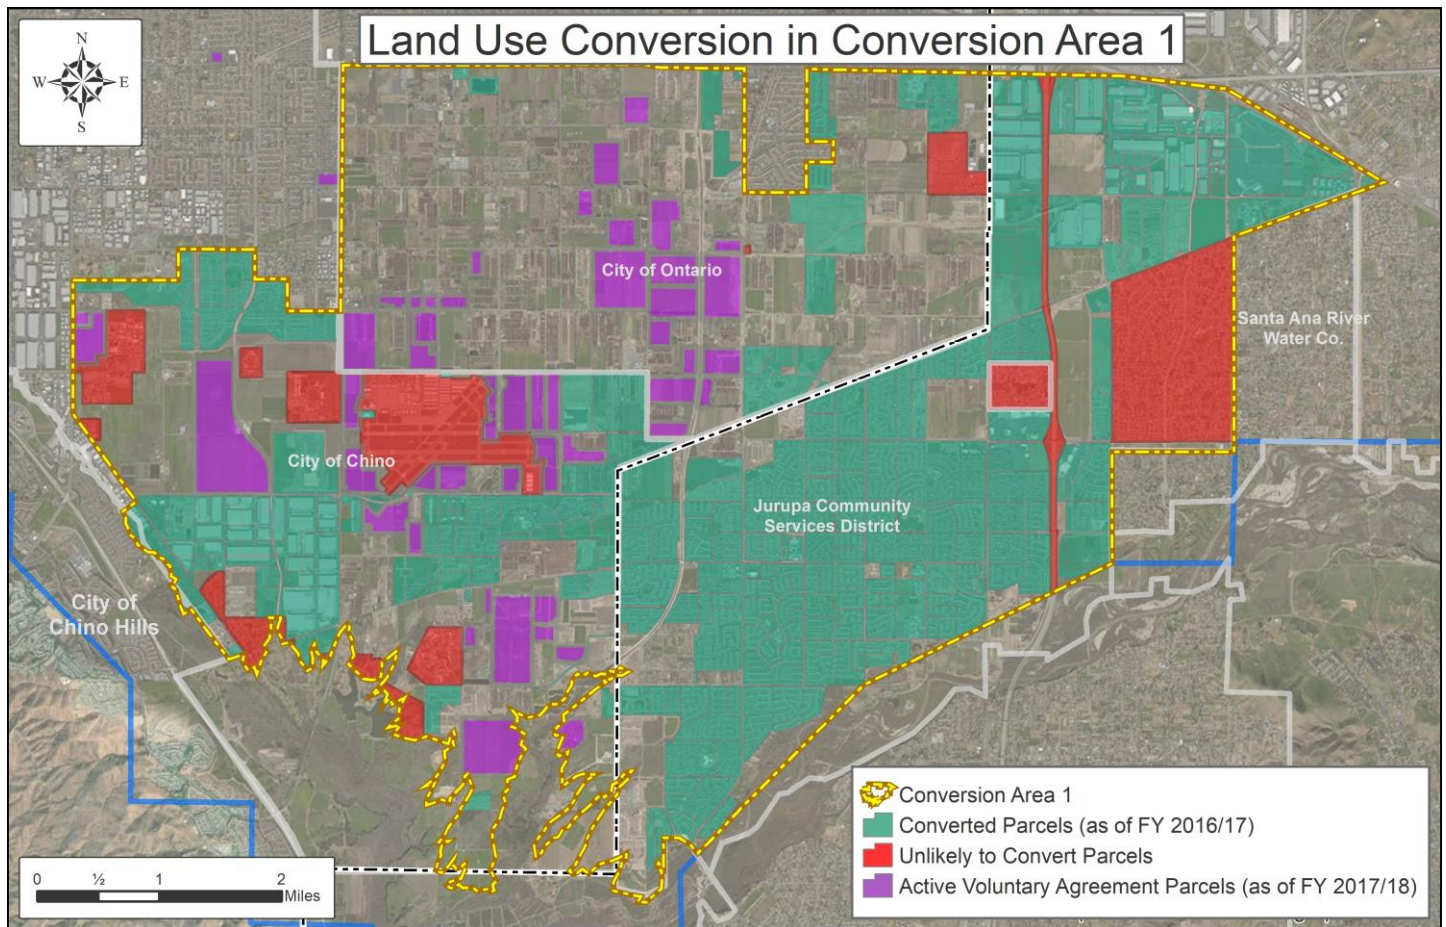 Land Use Conversion in Conversion Area 1
N
W E
S
City of Ontario
Santa Ana River
Water Co.
City of Chino
Jurupa Community
Services District
City of
Chino Hills
Conversion Area 1
Converted Parcels (as of FY 2016/17)
Unlikely to Convert Parcels
Active Voluntary Agreement Parcels (as of FY 2017/18)
0 ½ 1 2
Miles